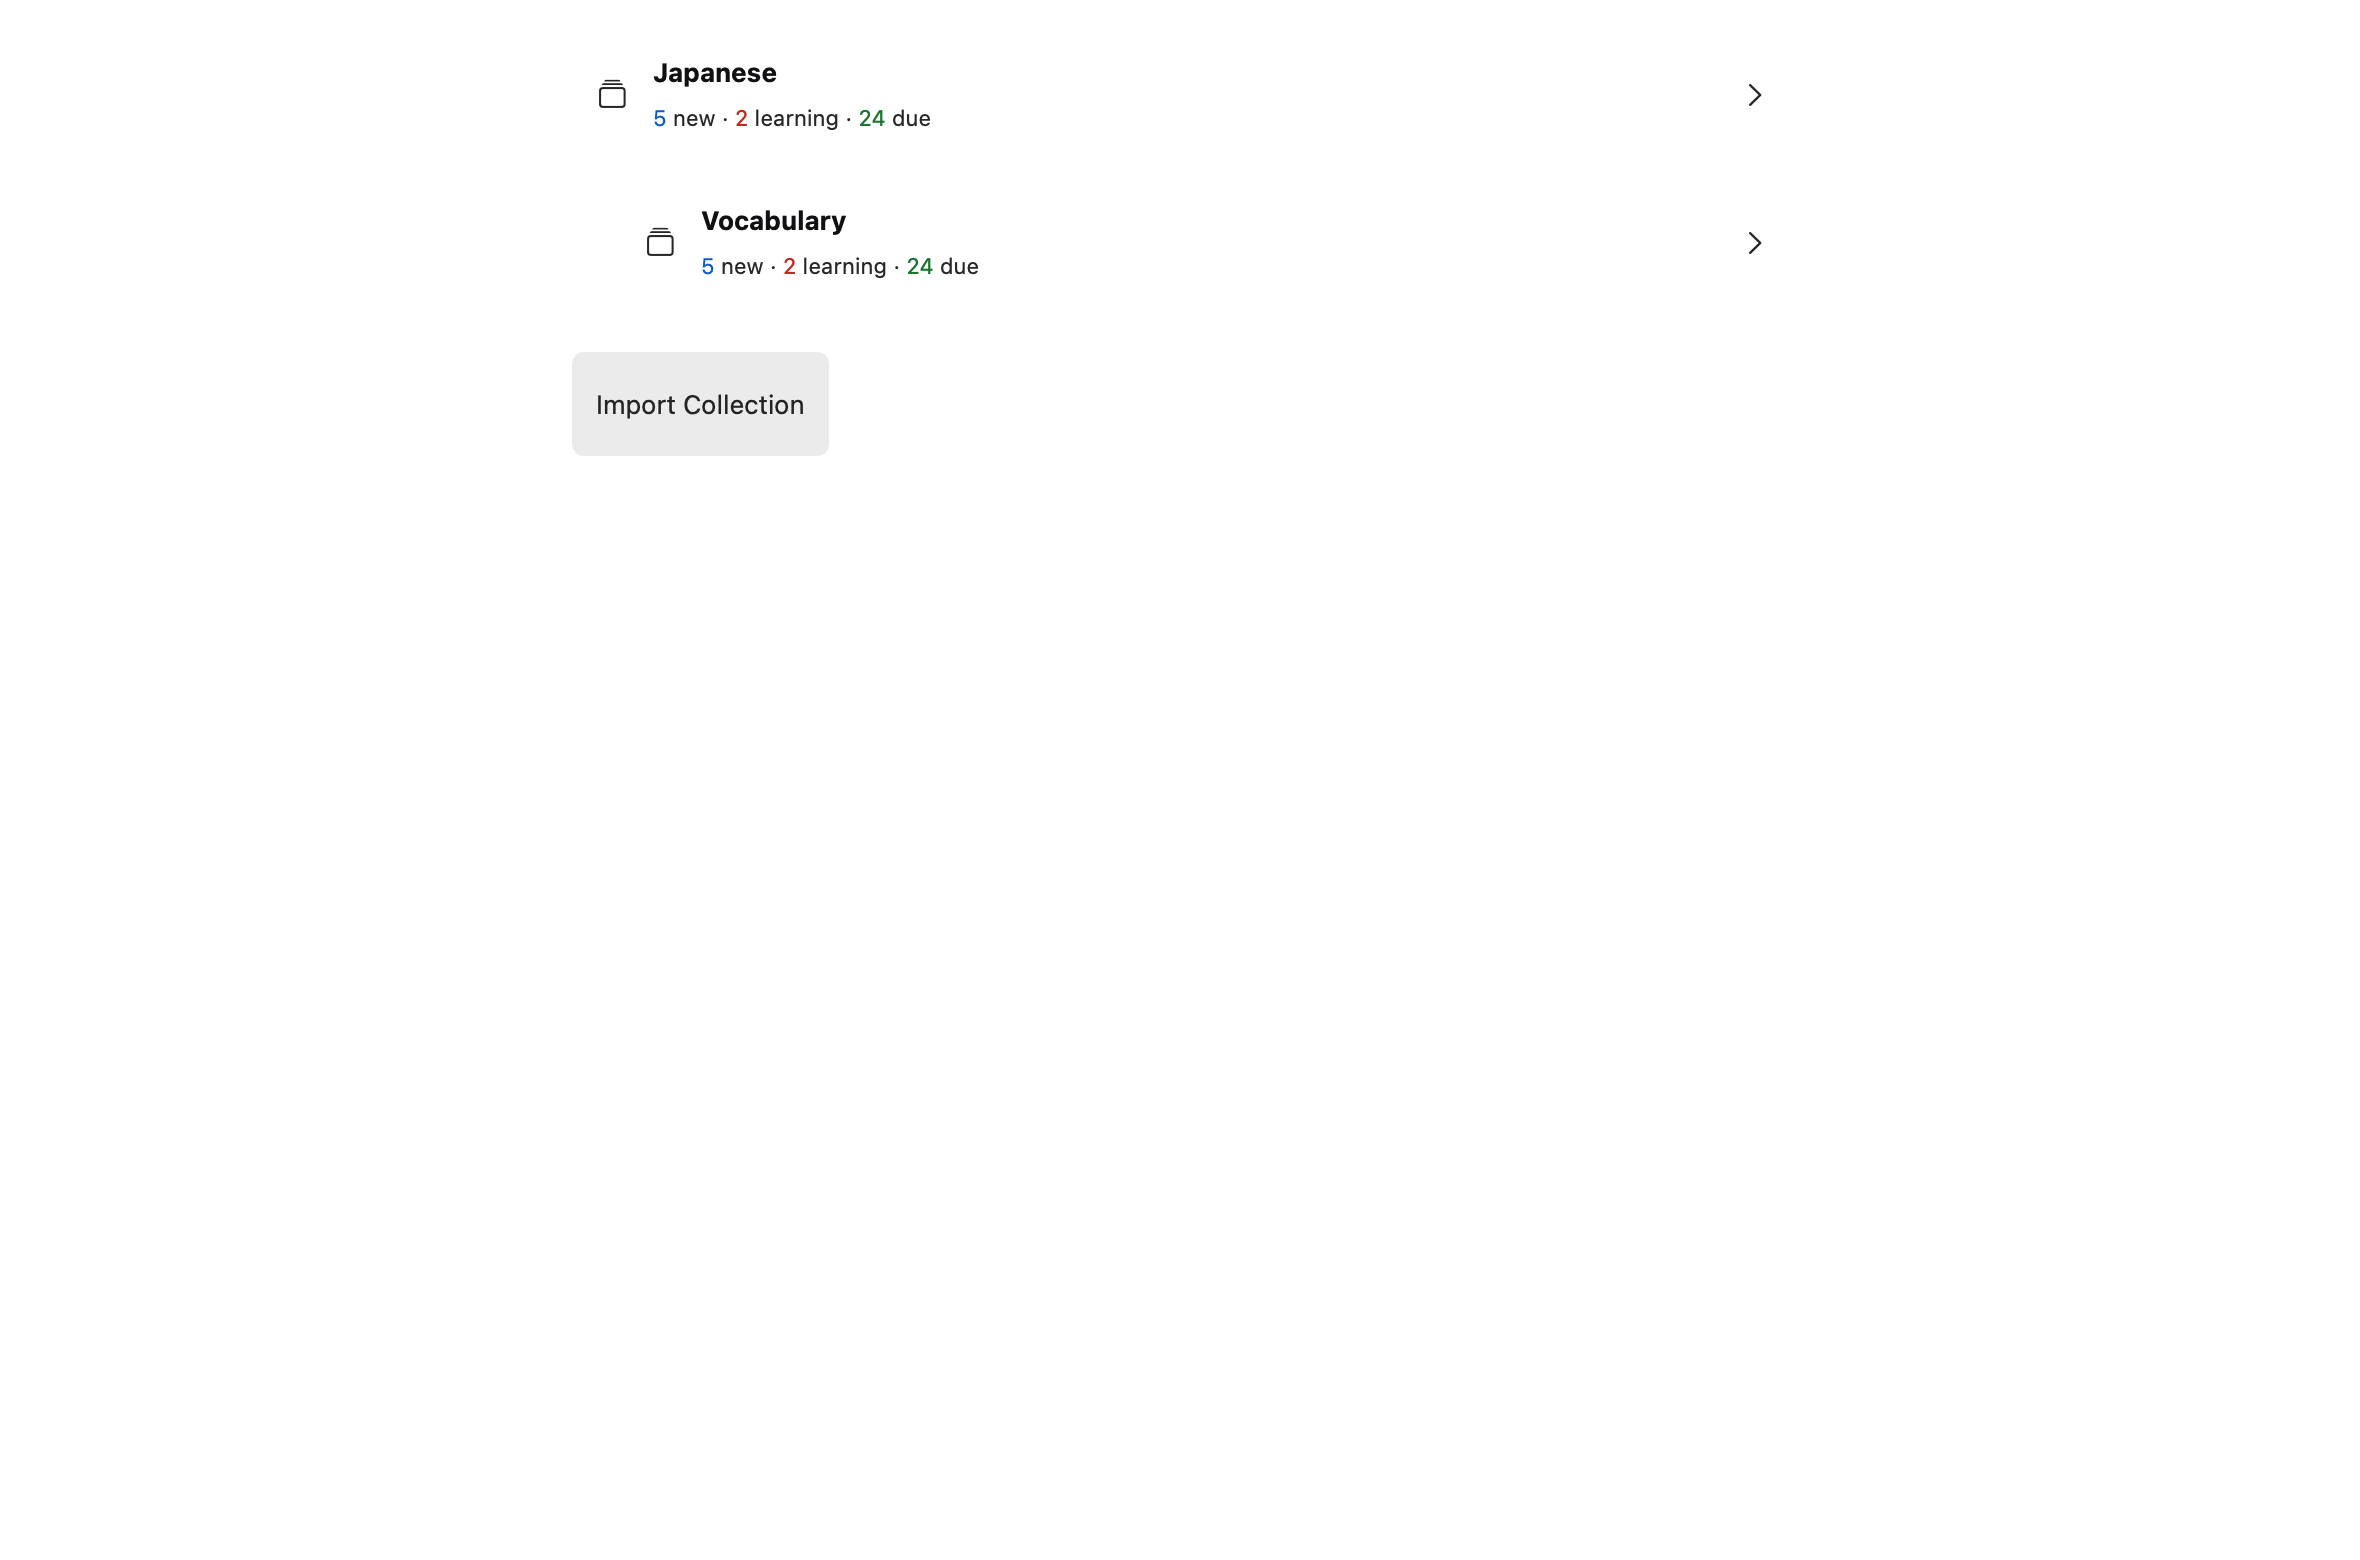 Japanese
5 new · 2 learning · 24 due
Vocabulary
5 new · 2 learning · 24 due
Import Collection